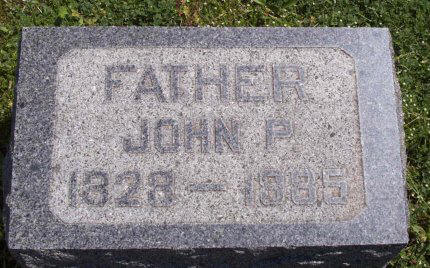 FATHER
JOHN P.
1828 — 1885